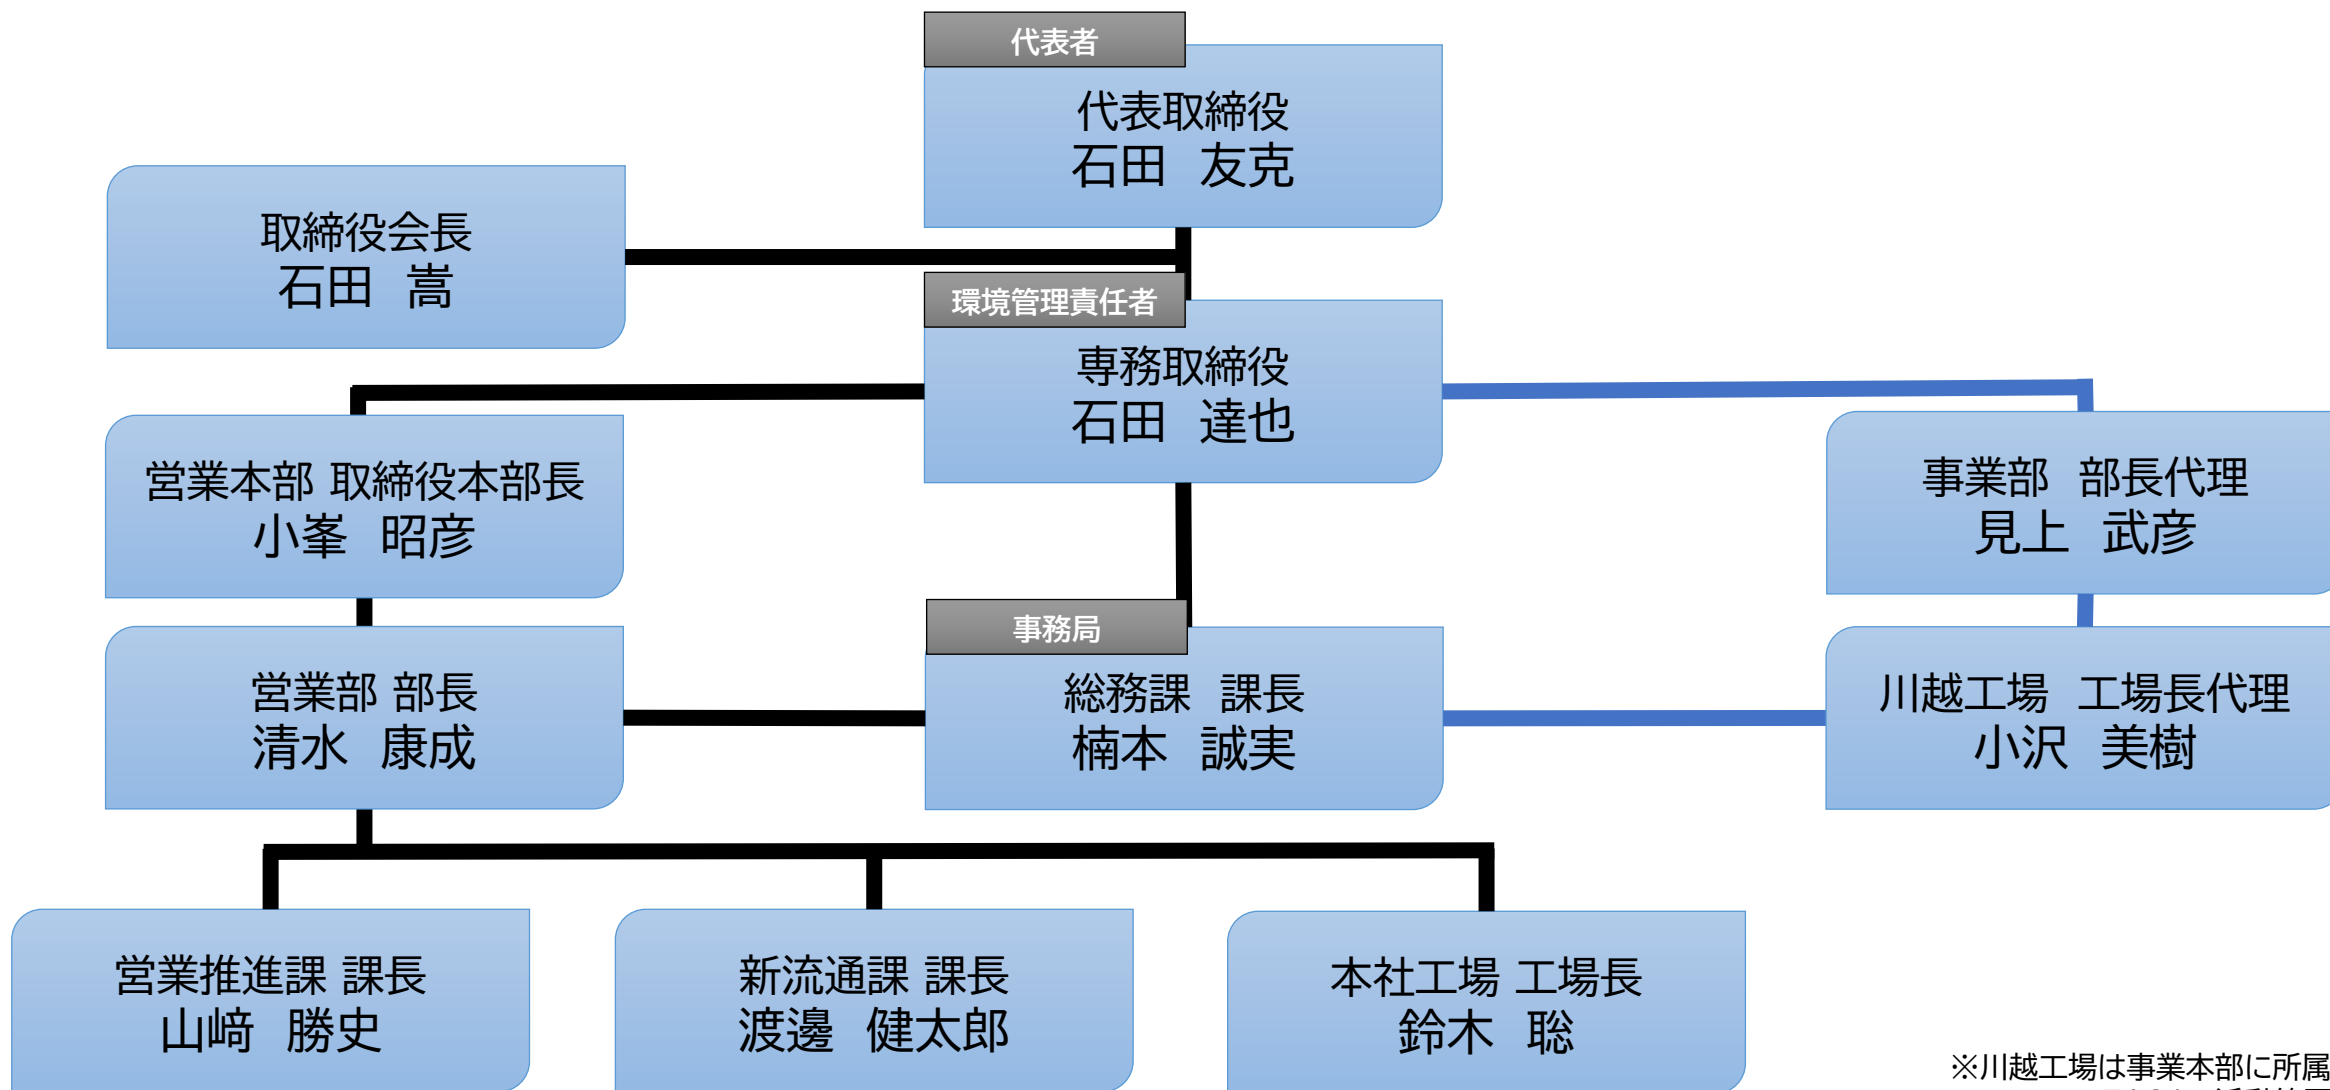 代表者
代表取締役
石田 友克
取締役会長
石田 嵩
環境管理責任者
専務取締役
石田 達也
営業本部 取締役本部長
小峯 昭彦
事業部 部長代理
見上 武彦
営業部 部長
清水 康成
事務局
総務課 課長
楠本 誠実
川越工場 工場長代理
小沢 美樹
営業推進課 課長
山﨑 勝史
新流通課 課長
渡邊 健太郎
本社工場 工場長
鈴木 聡
※川越工場は事業本部に所属